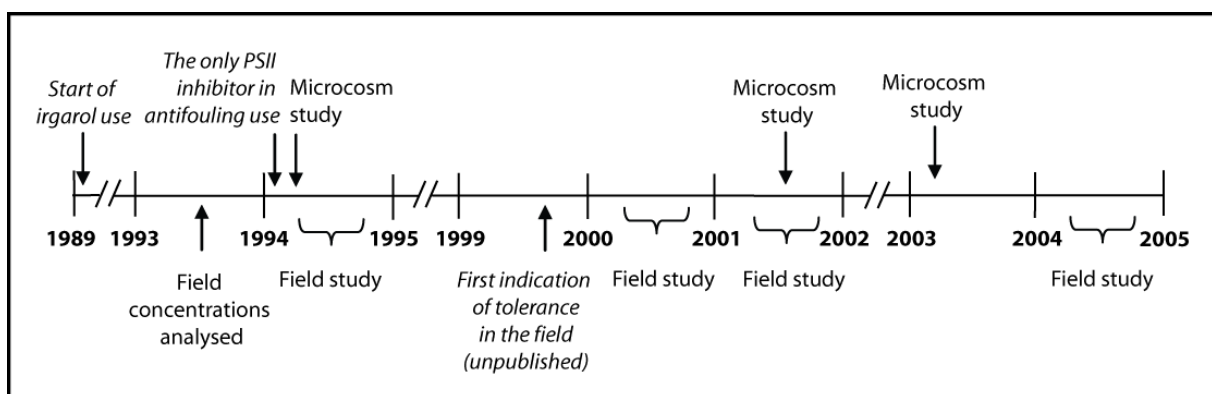 Start of
irgarol use
The only PSII
inhibitor in
antifouling use
Microcosm
study
Microcosm
study
Microcosm
study
1989 1993 1994 1995 1999 2000 2001 2002 2003 2004 2005
Field
concentrations
analysed
Field study
First indication
of tolerance
in the field
(unpublished)
Field study
Field study
Field study